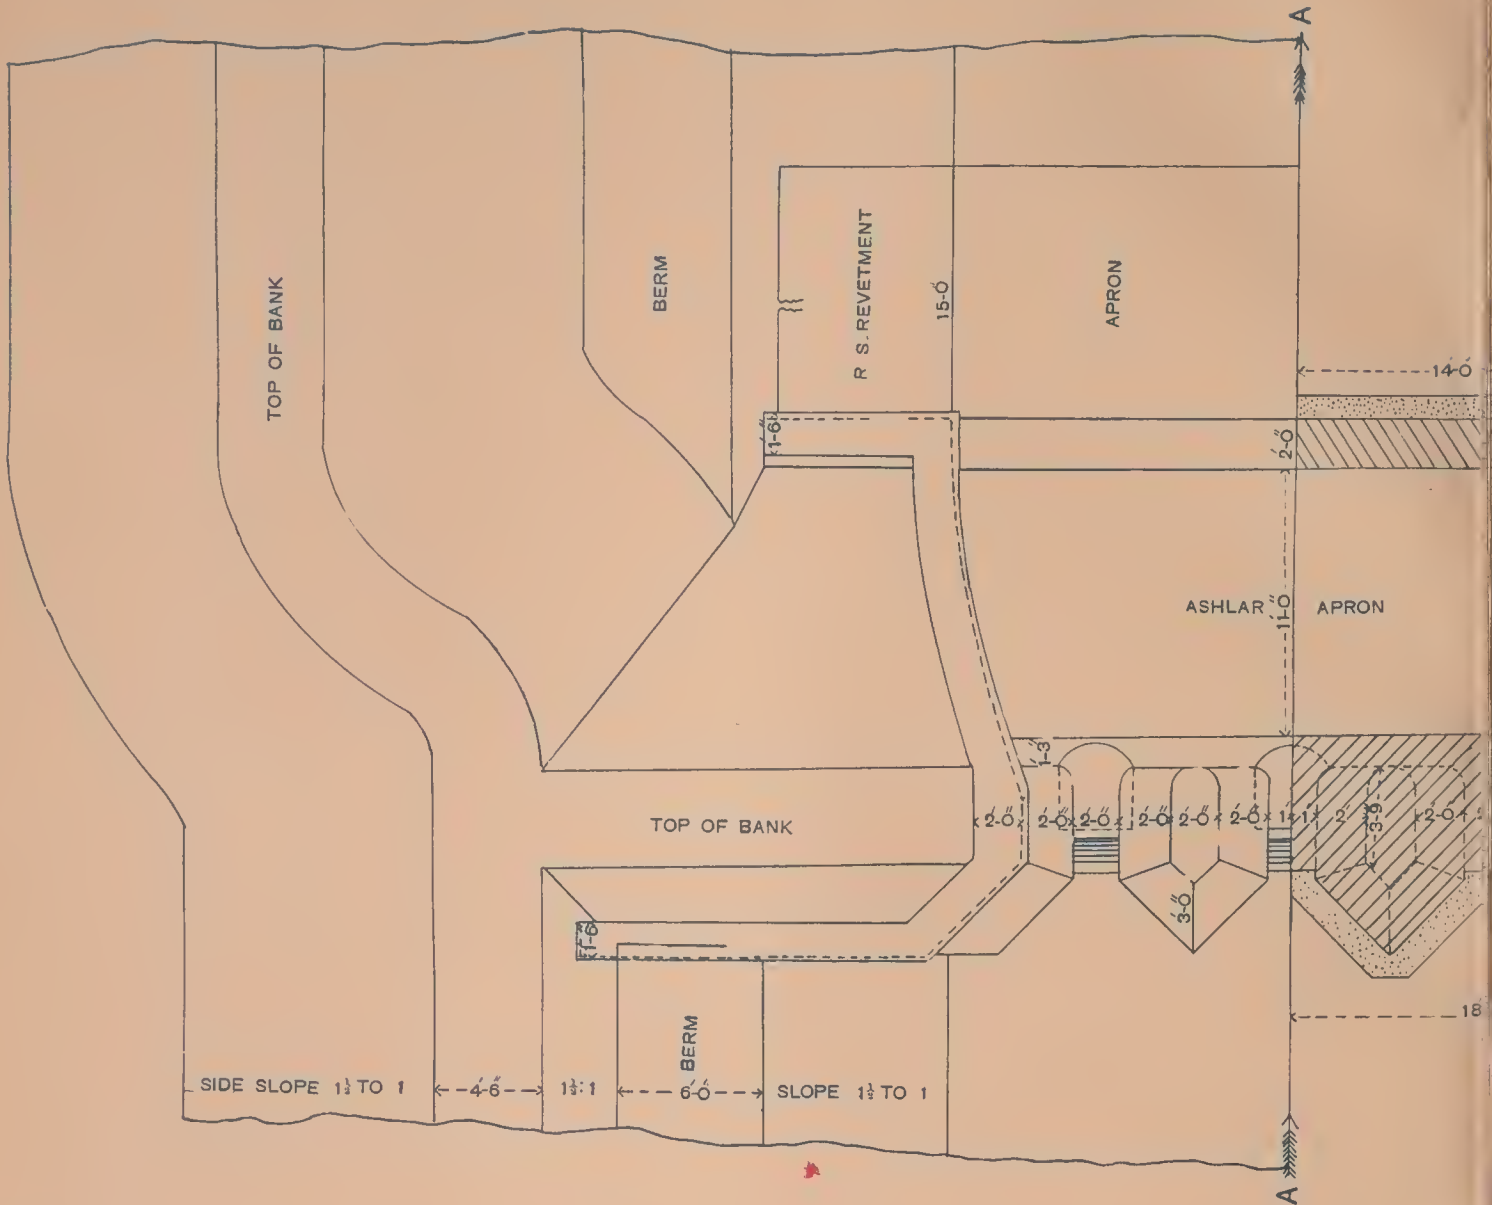 A
TOP OF BANK
BERM
R S. REVETMENT
15-0"
APRON
14-0"
1'-6"
2'-0"
ASHLAR
11'-0"
APRON
1'-3
TOP OF BANK
2'-0" 2'-0" 2'-0" 2'-0" 2'-0" 2'-0" 1' 1' 2' 3-9 2'-0"
3'-0"
1'-6"
BERM
18
SIDE SLOPE 1½ TO 1
4'-6"
1½:1
6'-0"
SLOPE 1½ TO 1
A